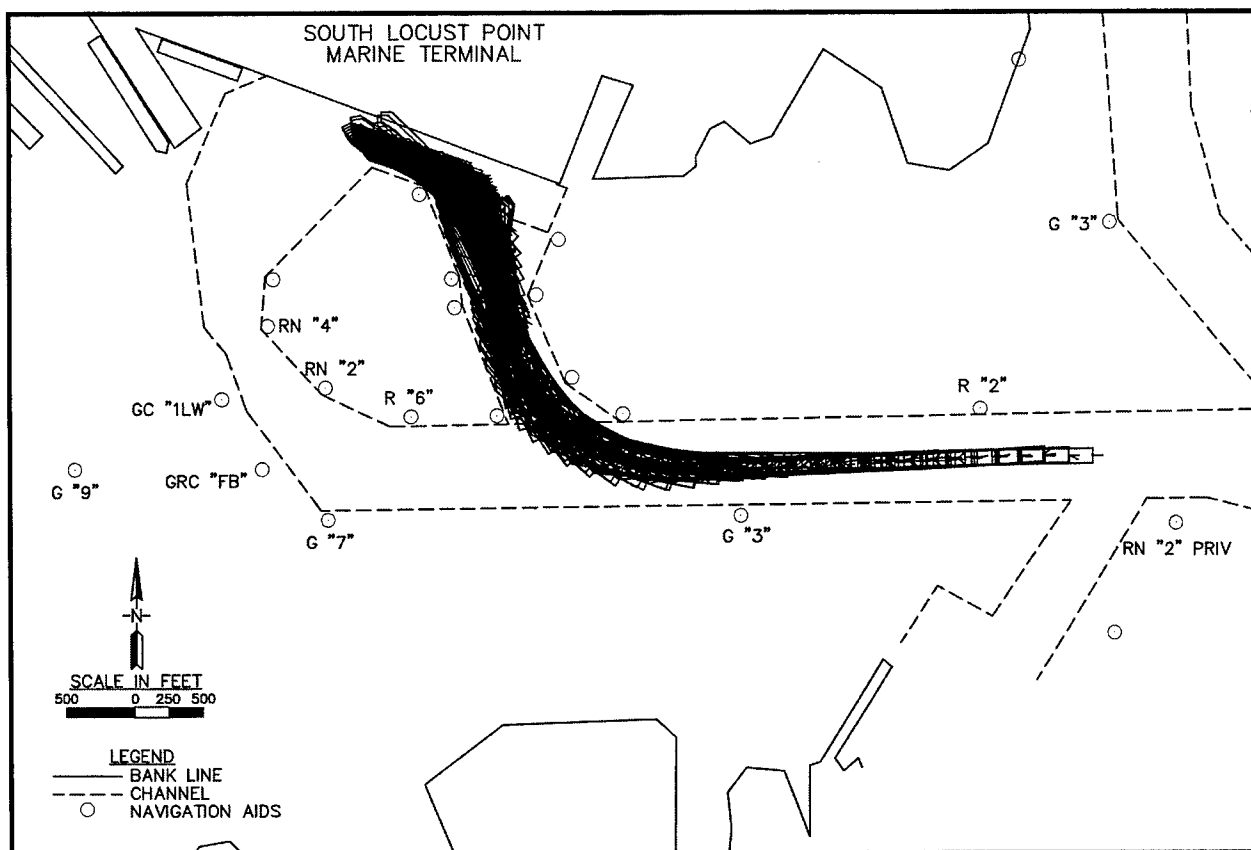 SOUTH LOCUST POINT
MARINE TERMINAL
G "3"
RN "4"
RN "2"
R "6"
R "2"
GC "1LW"
GRC "FB"
G "9"
G "7"
G "3"
RN "2" PRIV
N
SCALE IN FEET
500 0 250 500
LEGEND
BANK LINE
CHANNEL
NAVIGATION AIDS